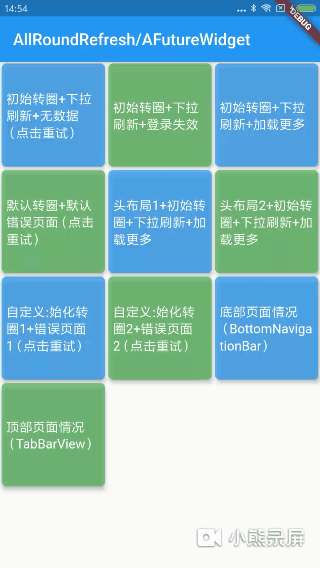 14:54
DEBUG
AllRoundRefresh/AFutureWidget
初始转圈+下拉
刷新+无数据
(点击重试)
初始转圈+下拉
刷新+登录失效
初始转圈+下拉
刷新+加载更多
默认转圈+默认
错误页面(点击
重试)
头布局1+初始转
圈+下拉刷新+加
载更多
头布局2+初始转
圈+下拉刷新+加
载更多
自定义:始化转
圈1+错误页面
1(点击重试)
自定义:始化转
圈2+错误页面
2(点击重试)
底部页面情况
(BottomNaviga
tionBar)
顶部页面情况
(TabBarView)
小熊录屏